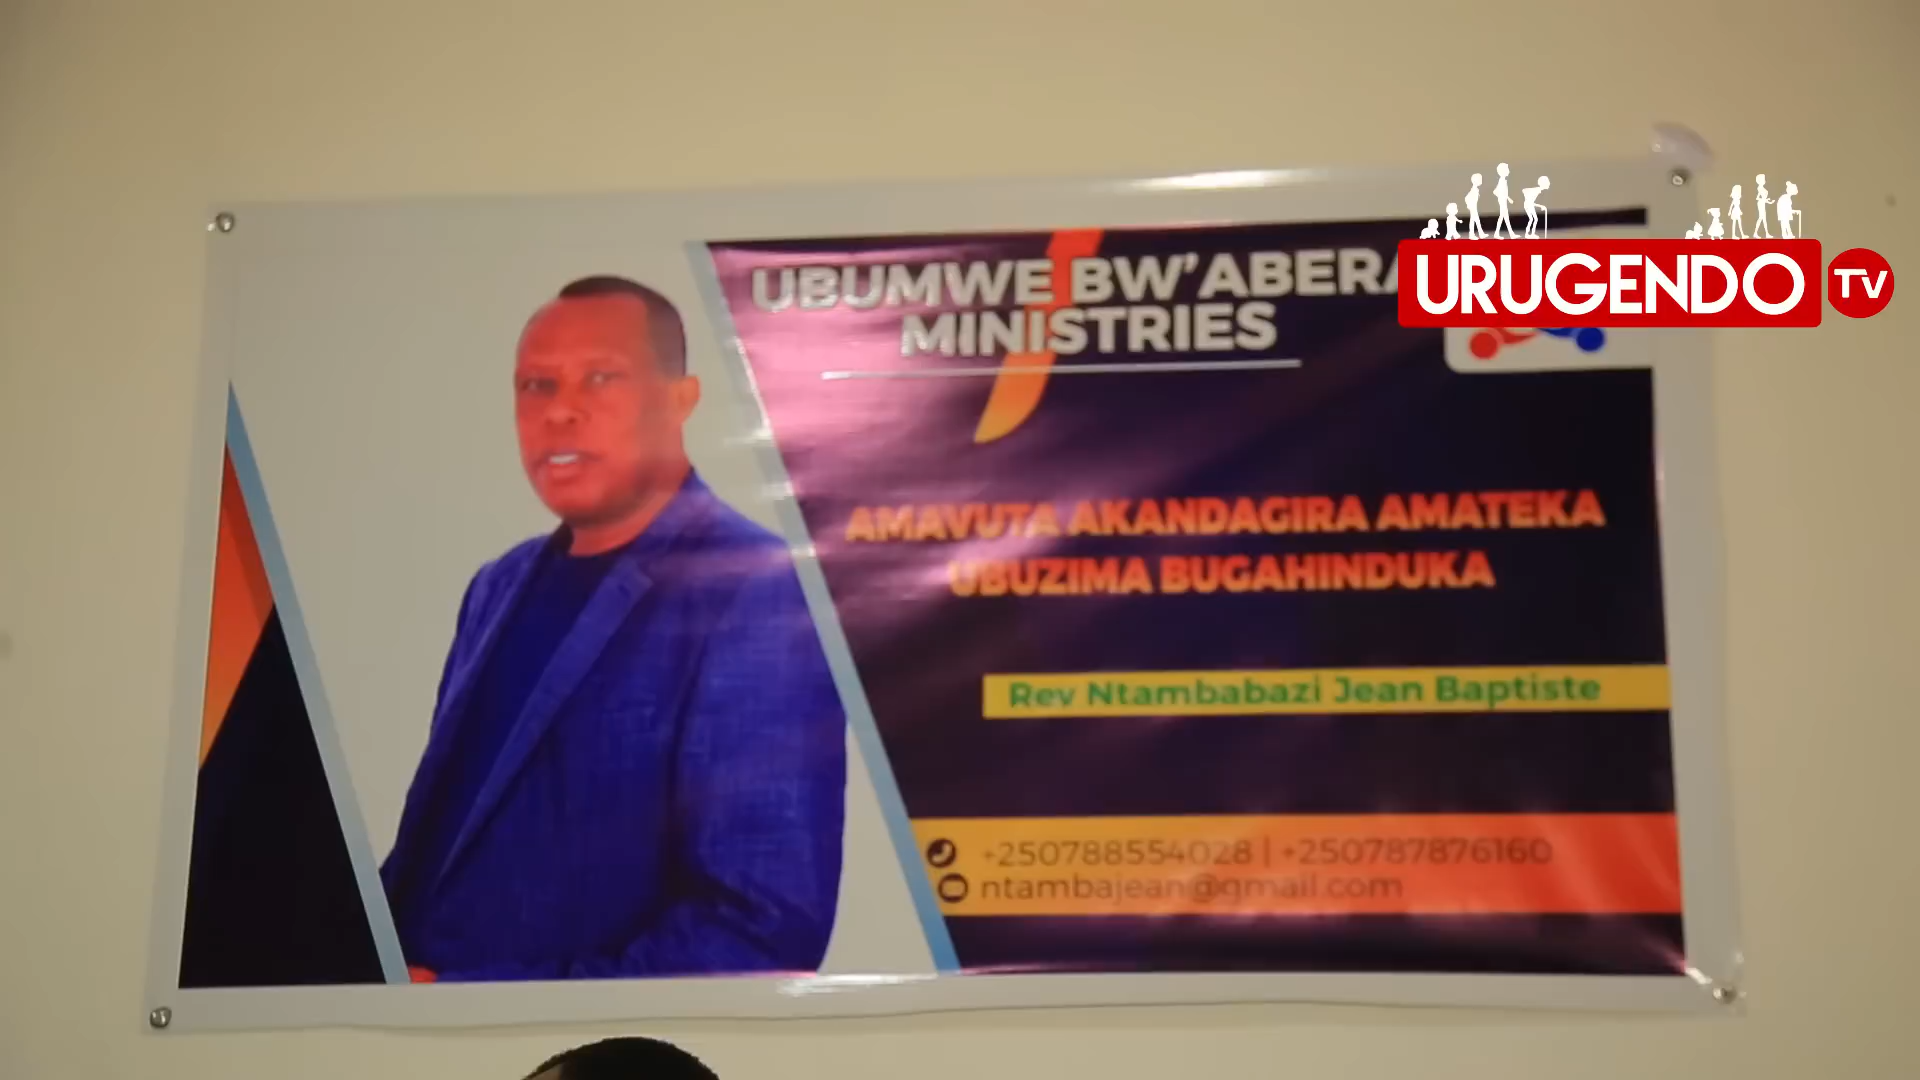 UBUMWE BW'ABERA
MINISTRIES
URUGENDO TV
AMAVUTA AKANDAGIRA AMATEKA
UBUZIMA BUGAHINDUKA
Rev Ntambabazi Jean Baptiste
+250788554028 | +250787876160
ntambajean@gmail.com